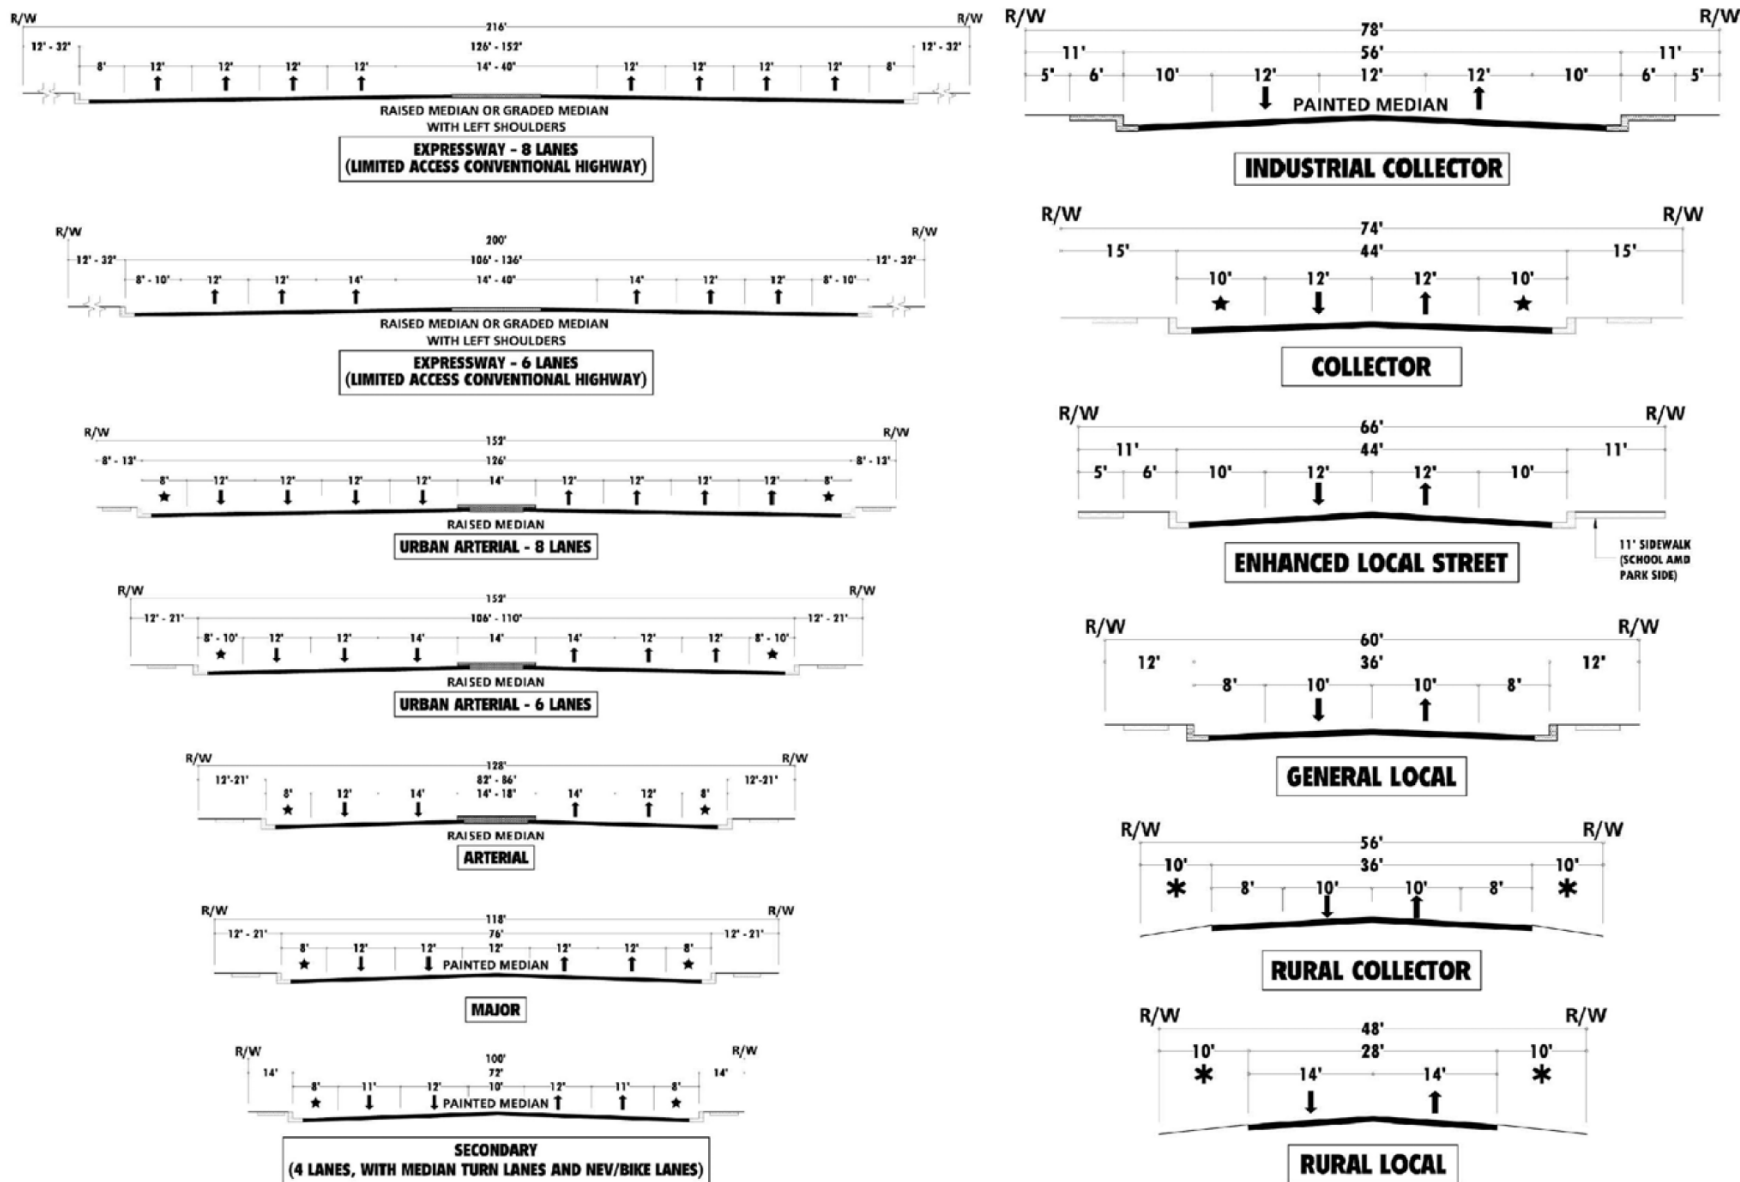 R/W R/W
216'
12' - 32' 126' - 152' 12' - 32'
8' 12' 12' 12' 12' 14' - 40' 12' 12' 12' 12' 8'
RAISED MEDIAN OR GRADED MEDIAN
WITH LEFT SHOULDERS
EXPRESSWAY - 8 LANES
(LIMITED ACCESS CONVENTIONAL HIGHWAY)
R/W R/W
200'
12' - 32' 106' - 136' 12' - 32'
8' - 10' 12' 12' 14' 14' - 40' 14' 12' 12' 8' - 10'
RAISED MEDIAN OR GRADED MEDIAN
WITH LEFT SHOULDERS
EXPRESSWAY - 6 LANES
(LIMITED ACCESS CONVENTIONAL HIGHWAY)
R/W R/W
152'
8' - 13' 126' 8' - 13'
8' 12' 12' 12' 12' 14' 12' 12' 12' 12' 8'
RAISED MEDIAN
URBAN ARTERIAL - 8 LANES
R/W R/W
152'
12' - 21' 106' - 110' 12' - 21'
8' - 10' 12' 12' 14' 14' 14' 12' 12' 8' - 10'
RAISED MEDIAN
URBAN ARTERIAL - 6 LANES
R/W R/W
128'
12'-21' 82' - 86' 12'-21'
8' 12' 14' 14' - 18' 14' 12' 8'
RAISED MEDIAN
ARTERIAL
R/W R/W
118'
12' - 21' 76' 12' - 21'
8' 12' 12' 12' 12' 12' 8'
PAINTED MEDIAN
MAJOR
R/W R/W
100'
14' 72' 14'
8' 11' 12' 10' 12' 11' 8'
PAINTED MEDIAN
SECONDARY
(4 LANES, WITH MEDIAN TURN LANES AND NEV/BIKE LANES)
R/W R/W
78'
11' 56' 11'
5' 6' 10' 12' 12' 12' 10' 6' 5'
PAINTED MEDIAN
INDUSTRIAL COLLECTOR
R/W R/W
74'
15' 44' 15'
10' 12' 12' 10'
COLLECTOR
R/W R/W
66'
11' 44' 11'
5' 6' 10' 12' 12' 10'
11' SIDEWALK
(SCHOOL AMD
PARK SIDE)
ENHANCED LOCAL STREET
R/W R/W
60'
12' 36' 12'
8' 10' 10' 8'
GENERAL LOCAL
R/W R/W
56'
10' 36' 10'
8' 10' 10' 8'
RURAL COLLECTOR
R/W R/W
48'
10' 28' 10'
14' 14'
RURAL LOCAL